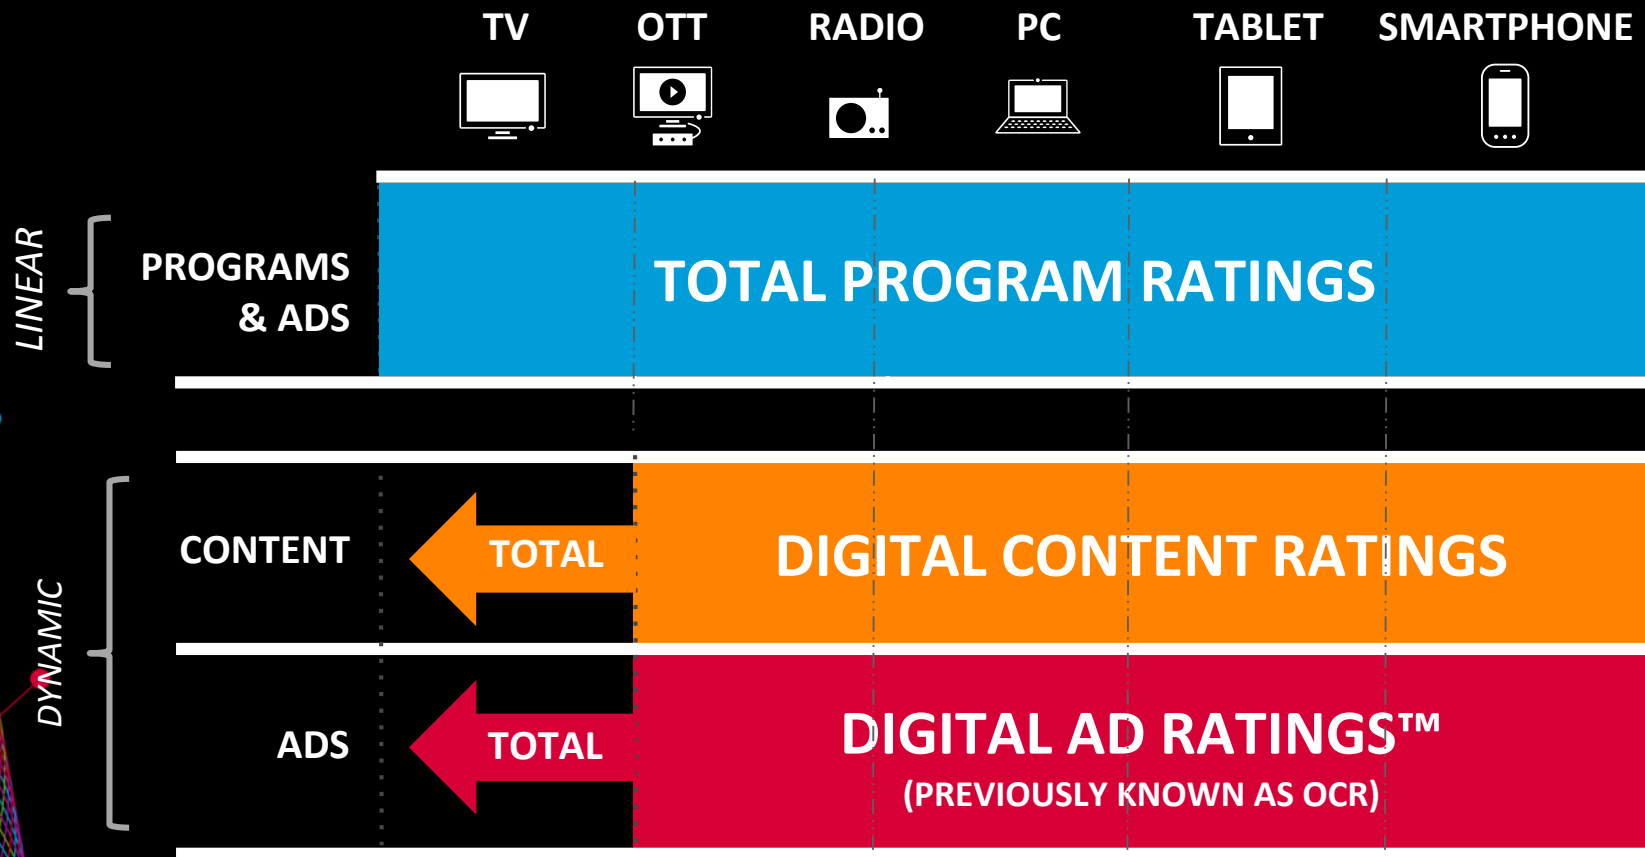 TV OTT RADIO PC TABLET SMARTPHONE
LINEAR
PROGRAMS
& ADS
TOTAL PROGRAM RATINGS
DYNAMIC
CONTENT
TOTAL
DIGITAL CONTENT RATINGS
ADS
TOTAL
DIGITAL AD RATINGS™
(PREVIOUSLY KNOWN AS OCR)